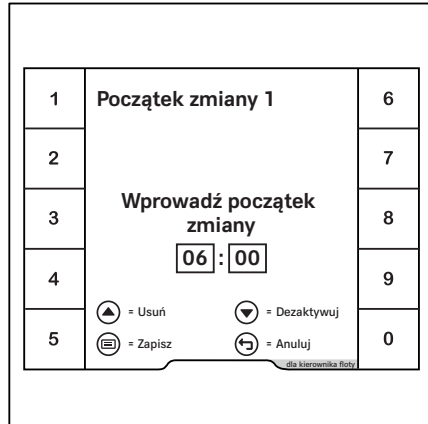 Początek zmiany 1
1
2
3
4
5
6
7
8
9
0
Wprowadź początek
zmiany
06 : 00
= Usuń
= Dezaktywuj
= Zapisz
= Anuluj
dla kierownika floty